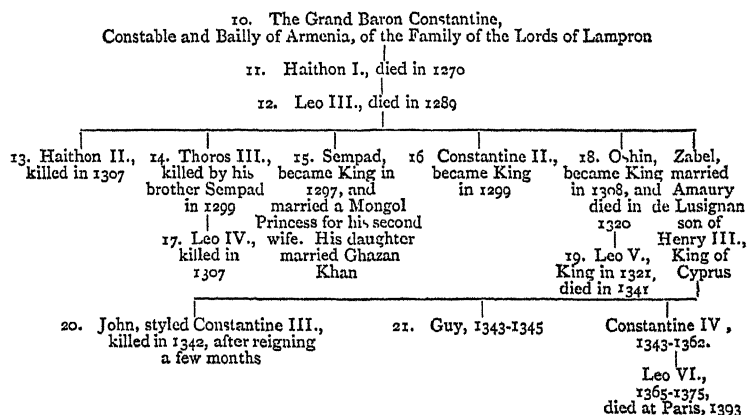 10. The Grand Baron Constantine,
Constable and Bailly of Armenia, of the Family of the Lords of Lampron
11. Haithon I., died in 1270
12. Leo III., died in 1289
13. Haithon II.,
killed in 1307
14. Thoros III.,
killed by his
brother Sempad
in 1299
17. Leo IV.,
killed in
1307
15. Sempad,
became King in
1297, and
married a Mongol
Princess for his second
wife. His daughter
married Ghazan
Khan
16 Constantine II.,
became King
in 1299
18. Oshin,
became King
in 1308, and
died in
1320
19. Leo V.,
King in 1321,
died in 1341
Zabel,
married
Amaury
de Lusignan
son of
Henry III.,
King of
Cyprus
20. John, styled Constantine III.,
killed in 1342, after reigning
a few months
21. Guy, 1343-1345
Constantine IV,
1343-1362.
Leo VI.,
1365-1375,
died at Paris, 1393